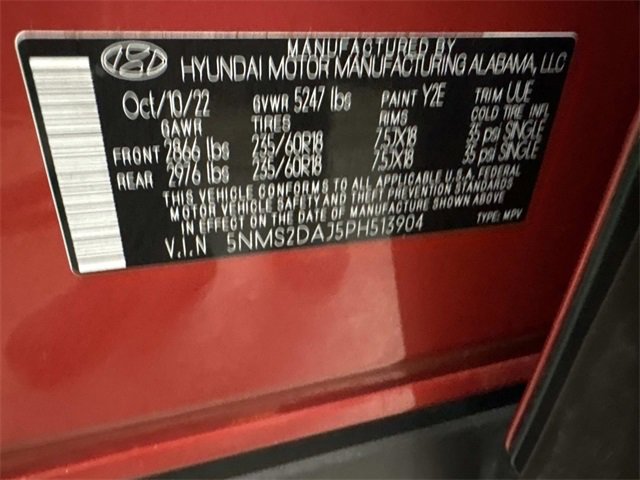 MANUFACTURED BY
HYUNDAI MOTOR MANUFACTURING ALABAMA, LLC
Oct/10/22 GVWR 5247 lbs PAINT Y2E TRIM UUE
GAWR TIRES RIMS COLD TIRE INFL
FRONT 2866 lbs 235/60R18 7.5JX18 35 psi SINGLE
REAR 2976 lbs 235/60R18 7.5JX18 35 psi SINGLE
THIS VEHICLE CONFORMS TO ALL APPLICABLE U.S.A. FEDERAL
MOTOR VEHICLE SAFETY AND THEFT PREVENTION STANDARDS
IN EFFECT ON THE DATE OF MANUFACTURE SHOWN ABOVE
V.I.N 5NMS2DAJ5PH513904 TYPE: MPV